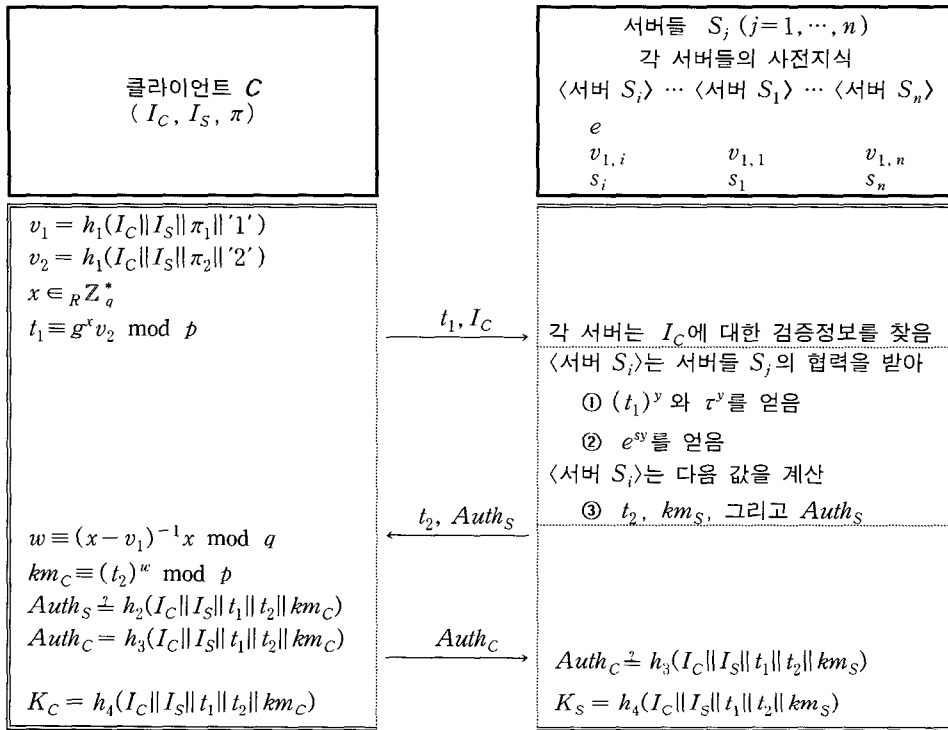 클라이언트 C
( I_C, I_S, π)
서버들 S_j (j=1, ⋯, n)
각 서버들의 사전지식
〈서버 S_i〉 ⋯ 〈서버 S_1〉 ⋯ 〈서버 S_n〉
e
v_{1,i} v_{1,1} v_{1,n}
s_i s_1 s_n
v_1 = h_1(I_C||I_S||π_1||'1')
v_2 = h_1(I_C||I_S||π_2||'2')
x ∈_R ℤ_q^*
t_1 ≡ g^x v_2 mod p
t_1, I_C
각 서버는 I_C에 대한 검증정보를 찾음
〈서버 S_i〉는 서버들 S_j의 협력을 받아
① (t_1)^y 와 τ^y를 얻음
② e^{sy}를 얻음
〈서버 S_i〉는 다음 값을 계산
③ t_2, km_S, 그리고 Auth_S
t_2, Auth_S
w ≡ (x − v_1)^{-1} x mod q
km_C ≡ (t_2)^w mod p
Auth_S ≟ h_2(I_C||I_S||t_1||t_2||km_C)
Auth_C = h_3(I_C||I_S||t_1||t_2||km_C)
Auth_C
Auth_C ≟ h_3(I_C||I_S||t_1||t_2||km_S)
K_C = h_4(I_C||I_S||t_1||t_2||km_C)
K_S = h_4(I_C||I_S||t_1||t_2||km_S)